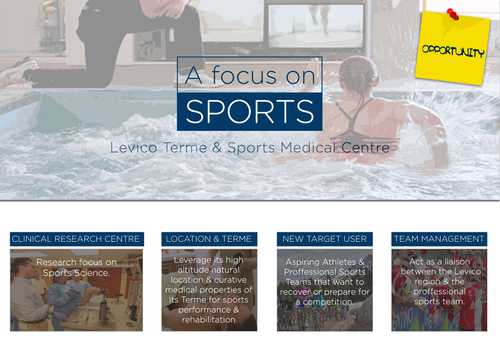 OPPORTUNITY
A focus on
SPORTS
Levico Terme & Sports Medical Centre
CLINICAL RESEARCH CENTRE
Research focus on
Sports Science.
LOCATION & TERME
Leverage its high
altitude natural
location & curative
medical properties of
its Terme for sports
performance &
rehabilitation.
NEW TARGET USER
Aspiring Athletes &
Proffessional Sports
Teams that want to
recover or prepare for
a competition.
TEAM MANAGEMENT
Act as a liaison
between the Levico
region & the
proffessional
sports team.